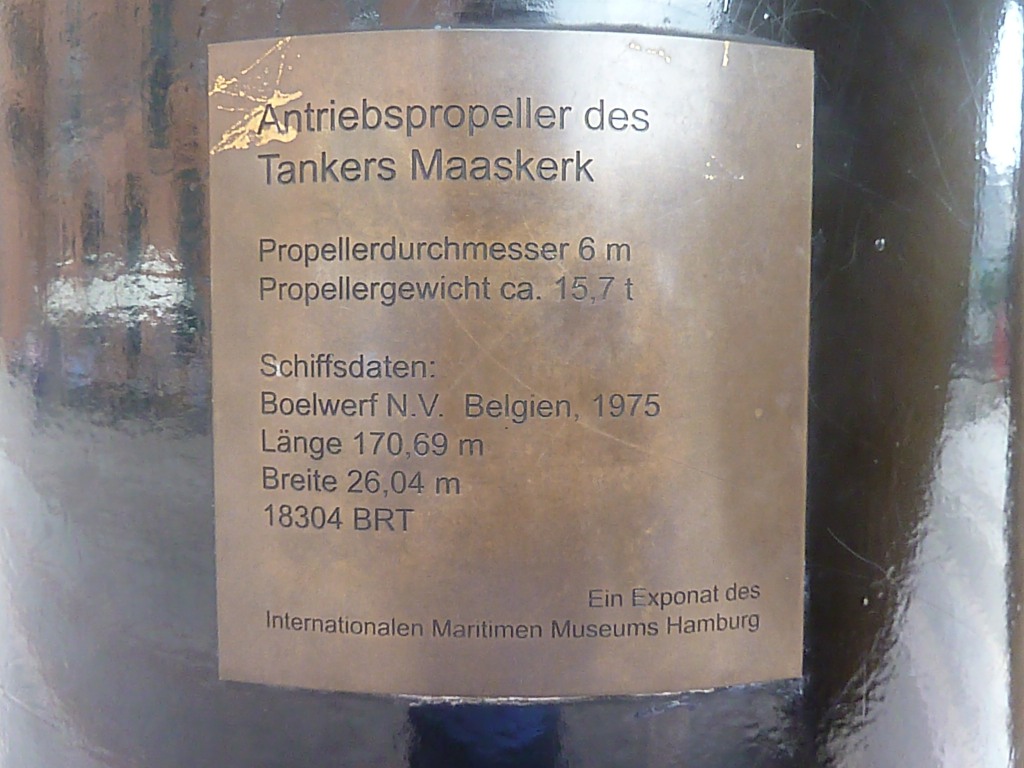 Antriebspropeller des
Tankers Maaskerk
Propellerdurchmesser 6 m
Propellergewicht ca. 15,7 t
Schiffsdaten:
Boelwerf N.V. Belgien, 1975
Länge 170,69 m
Breite 26,04 m
18304 BRT
Ein Exponat des
Internationalen Maritimen Museums Hamburg